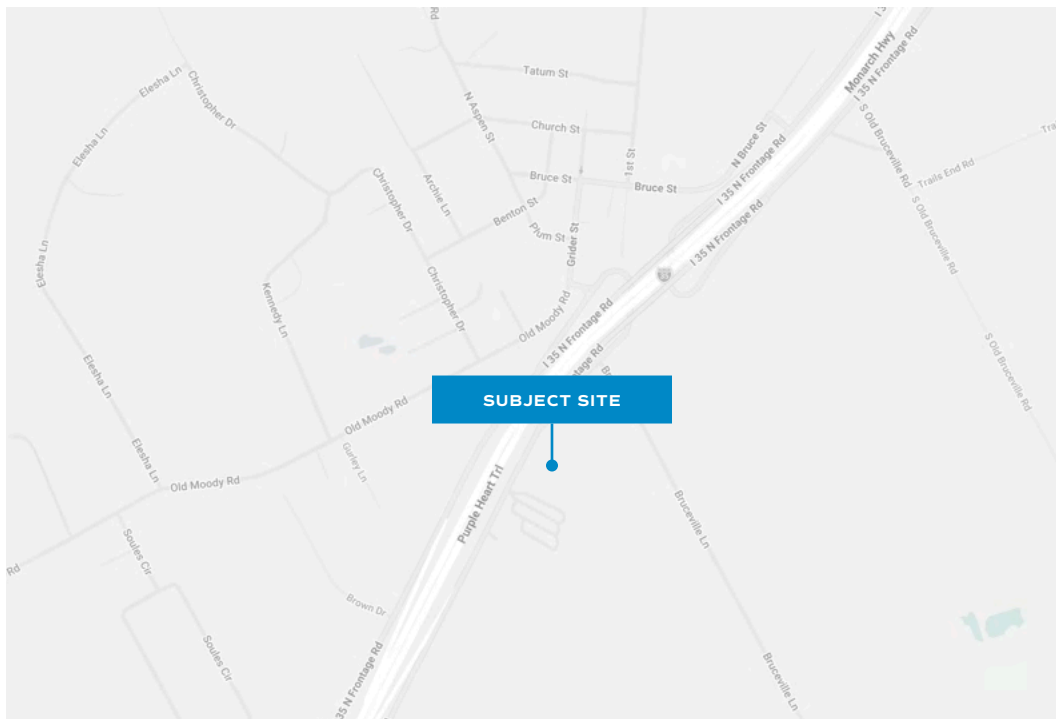 Rd
I 3
Monarch Hwy
I 35 N Frontage Rd
Tatum St
Elesha Ln
Christopher Dr
N Aspen St
Church St
1st St
N Bruce St
I 35 N Frontage Rd
S Old Bruceville Rd
Trai
Trails End Rd
Elesha Ln
Christopher Dr
Archie Ln
Bruce St
Bruce St
Benton St
Plum St
Grider St
I 35 N Frontage Rd
S Old Bruceville Rd
Elesha Ln
Kennedy Ln
Christopher Dr
Old Moody Rd
I 35 N Frontage Rd
ntage Rd
Br
S Old Bruceville Rd
Elesha Ln
SUBJECT SITE
Old Moody Rd
Elesha Ln
Gurley Ln
Old Moody Rd
Purple Heart Trl
Bruceville Ln
Soules Cir
Rd
Brown Dr
Soules Cir
35 N Frontage Rd
Bruceville Ln